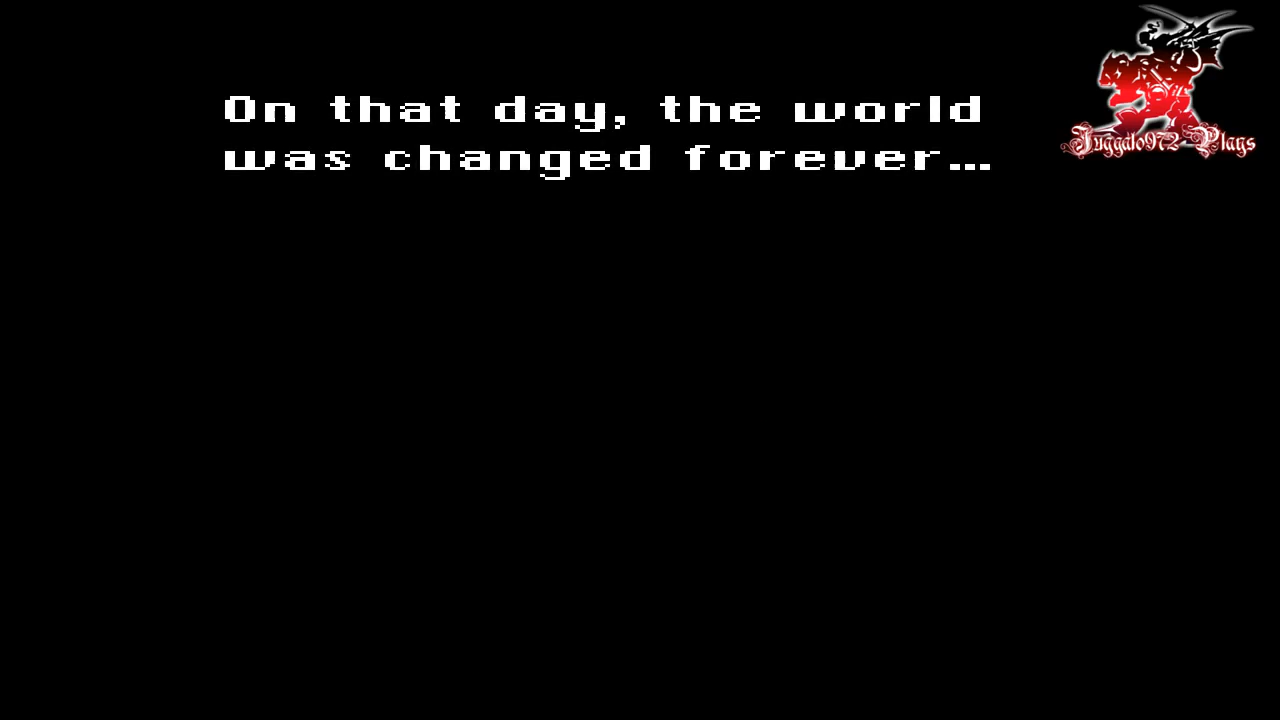 On that day, the world
was changed forever...
Juggalo972 Plays